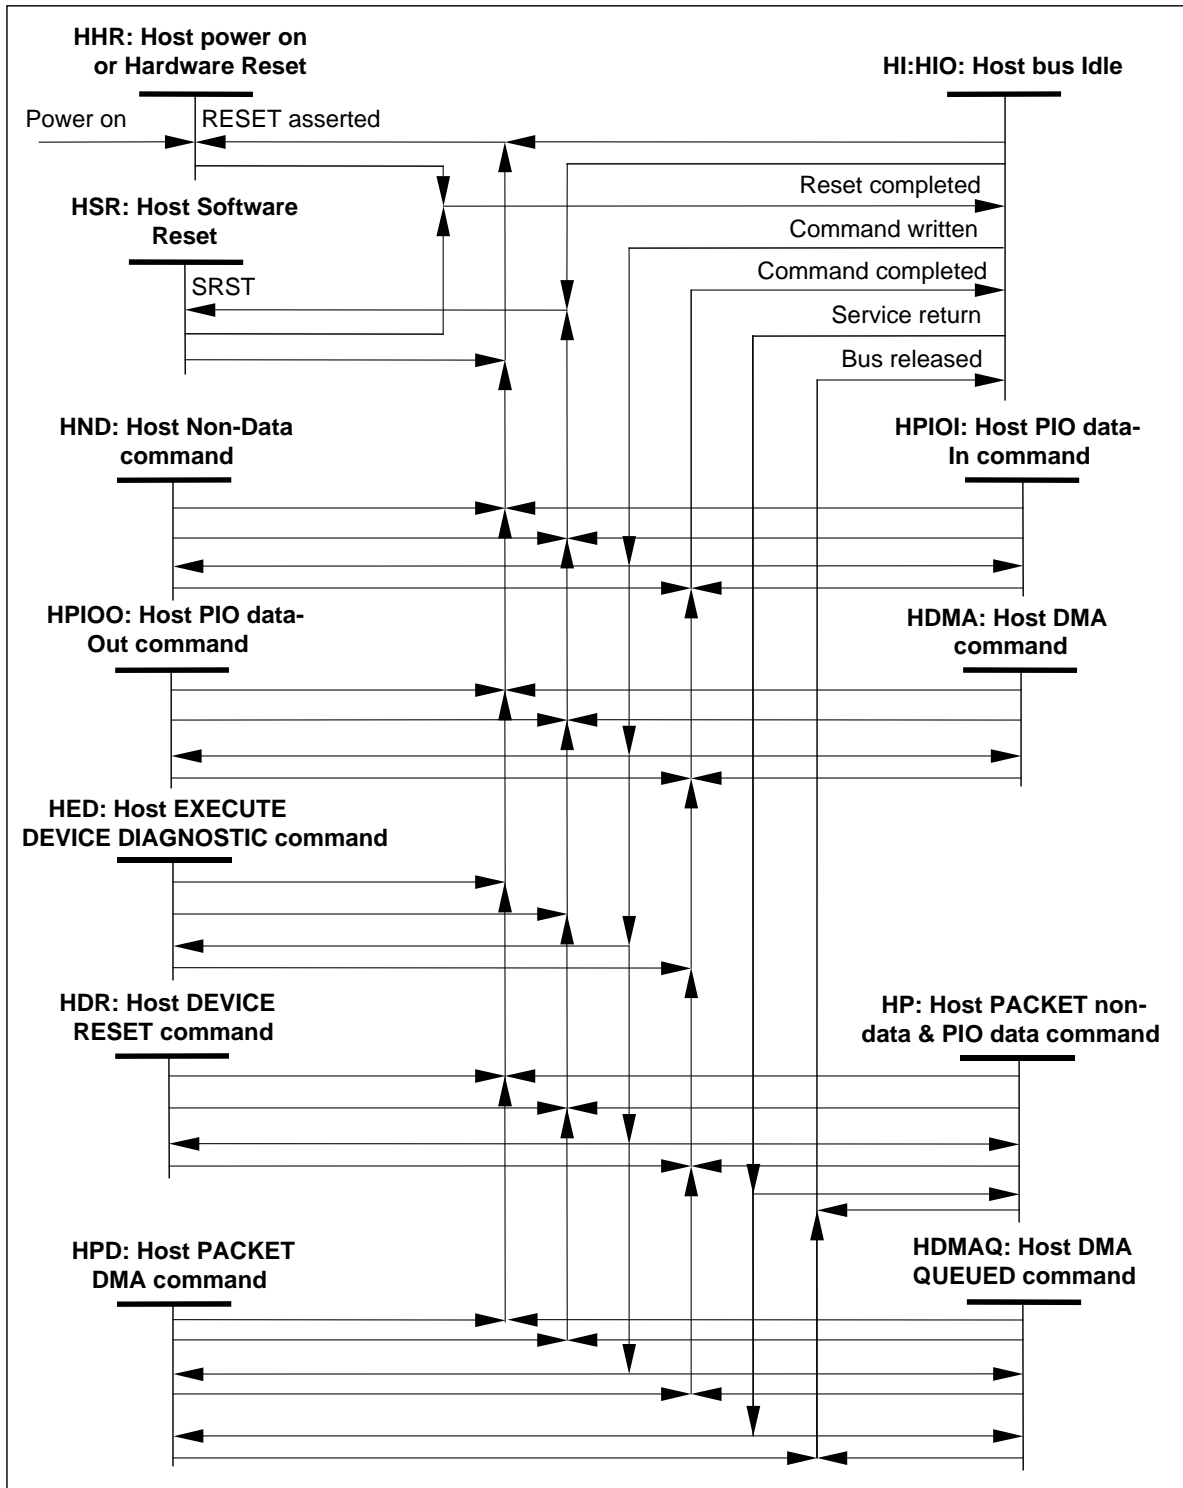 HHR: Host power on
or Hardware Reset
HI:HIO: Host bus Idle
Power on
RESET asserted
Reset completed
HSR: Host Software
Reset
Command written
Command completed
SRST
Service return
Bus released
HND: Host Non-Data
command
HPIOI: Host PIO data-
In command
HPIOO: Host PIO data-
Out command
HDMA: Host DMA
command
HED: Host EXECUTE
DEVICE DIAGNOSTIC command
HDR: Host DEVICE
RESET command
HP: Host PACKET non-
data & PIO data command
HPD: Host PACKET
DMA command
HDMAQ: Host DMA
QUEUED command